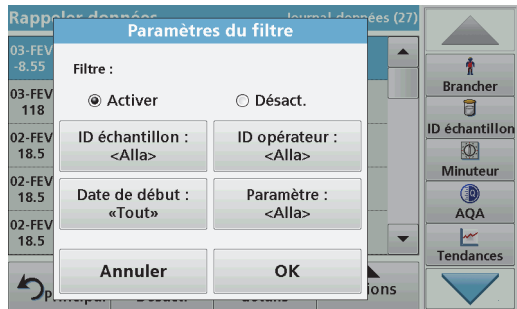 Rappeler données Journal données (27)
Paramètres du filtre
03-FEV
-8.55
Filtre :
03-FEV
118
Activer Désact.
02-FEV
18.5
ID échantillon :
<Alla>
ID opérateur :
<Alla>
02-FEV
18.5
Date de début :
«Tout»
Paramètre :
<Alla>
02-FEV
18.5
Annuler OK
Brancher
ID échantillon
Minuteur
AQA
Tendances